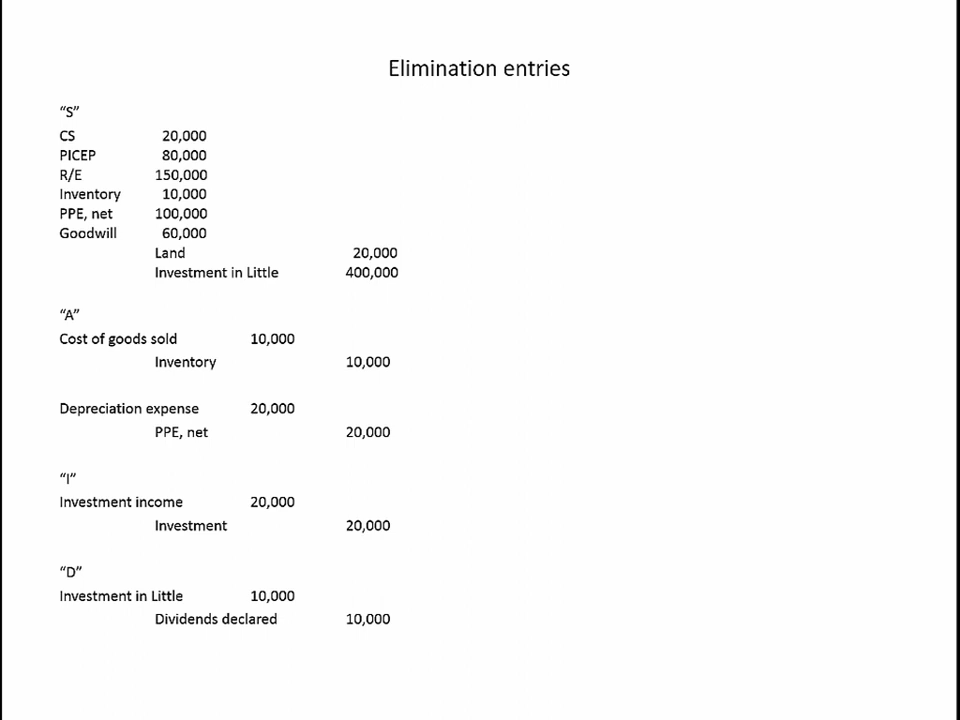 Elimination entries
“S”
CS 20,000
PICEP 80,000
R/E 150,000
Inventory 10,000
PPE, net 100,000
Goodwill 60,000
Land 20,000
Investment in Little 400,000
“A”
Cost of goods sold 10,000
Inventory 10,000
Depreciation expense 20,000
PPE, net 20,000
“I”
Investment income 20,000
Investment 20,000
“D”
Investment in Little 10,000
Dividends declared 10,000